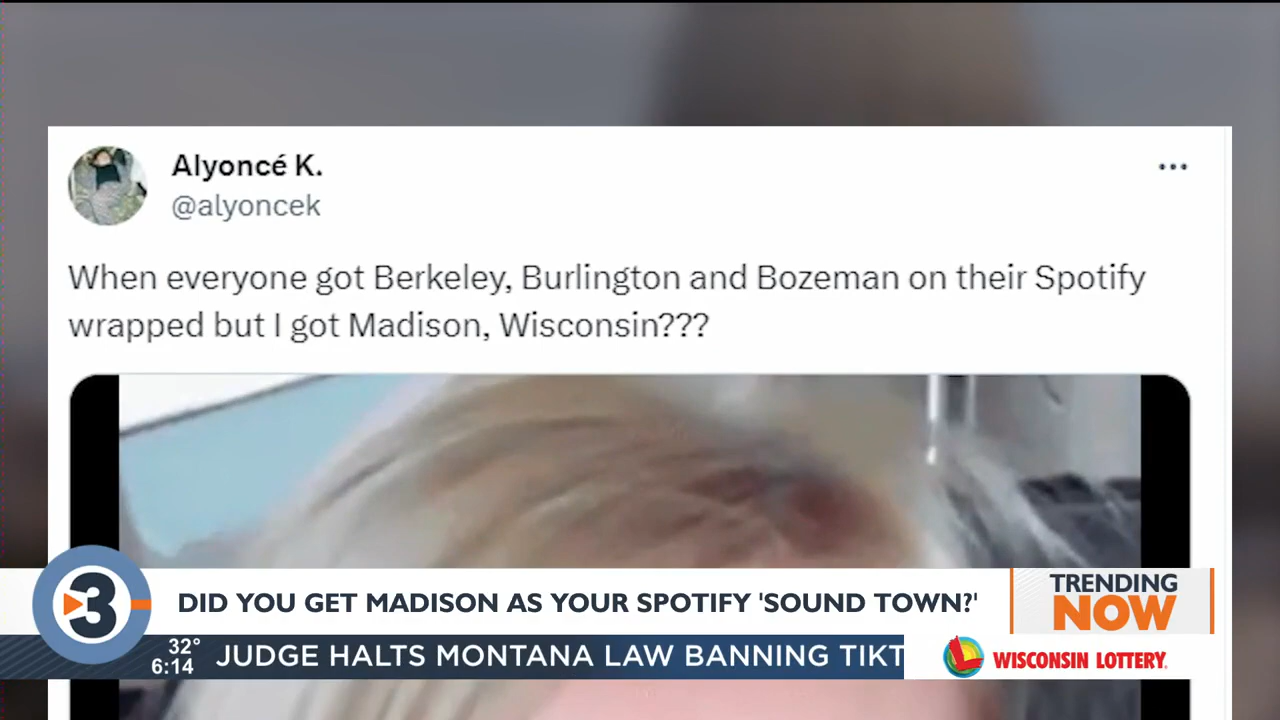 Alyoncé K.
@alyoncek
When everyone got Berkeley, Burlington and Bozeman on their Spotify
wrapped but I got Madison, Wisconsin???
3
DID YOU GET MADISON AS YOUR SPOTIFY 'SOUND TOWN?'
TRENDING
NOW
32°
6:14
JUDGE HALTS MONTANA LAW BANNING TIKT
WISCONSIN LOTTERY